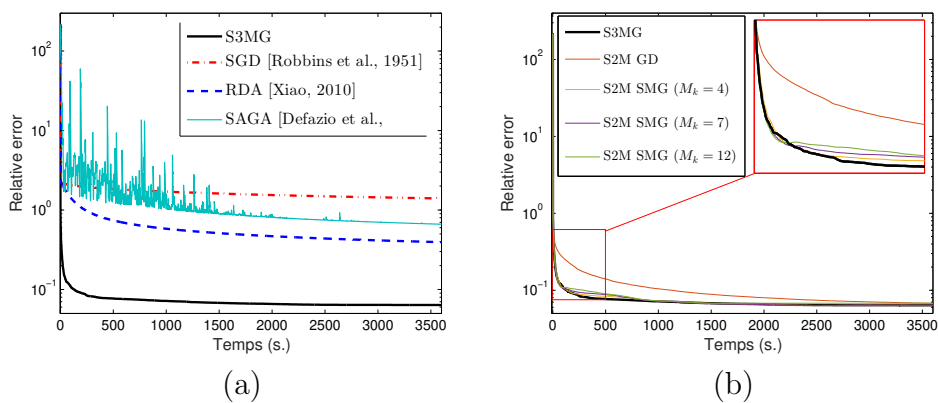 S3MG
SGD [Robbins et al., 1951]
RDA [Xiao, 2010]
SAGA [Defazio et al.,
Relative error
10^2
10^1
10^0
10^-1
0 500 1000 1500 2000 2500 3000 3500
Temps (s.)
(a)
S3MG
S2M GD
S2M SMG (M_k = 4)
S2M SMG (M_k = 7)
S2M SMG (M_k = 12)
Relative error
10^2
10^1
10^0
10^-1
0 500 1000 1500 2000 2500 3000 3500
Temps (s.)
(b)